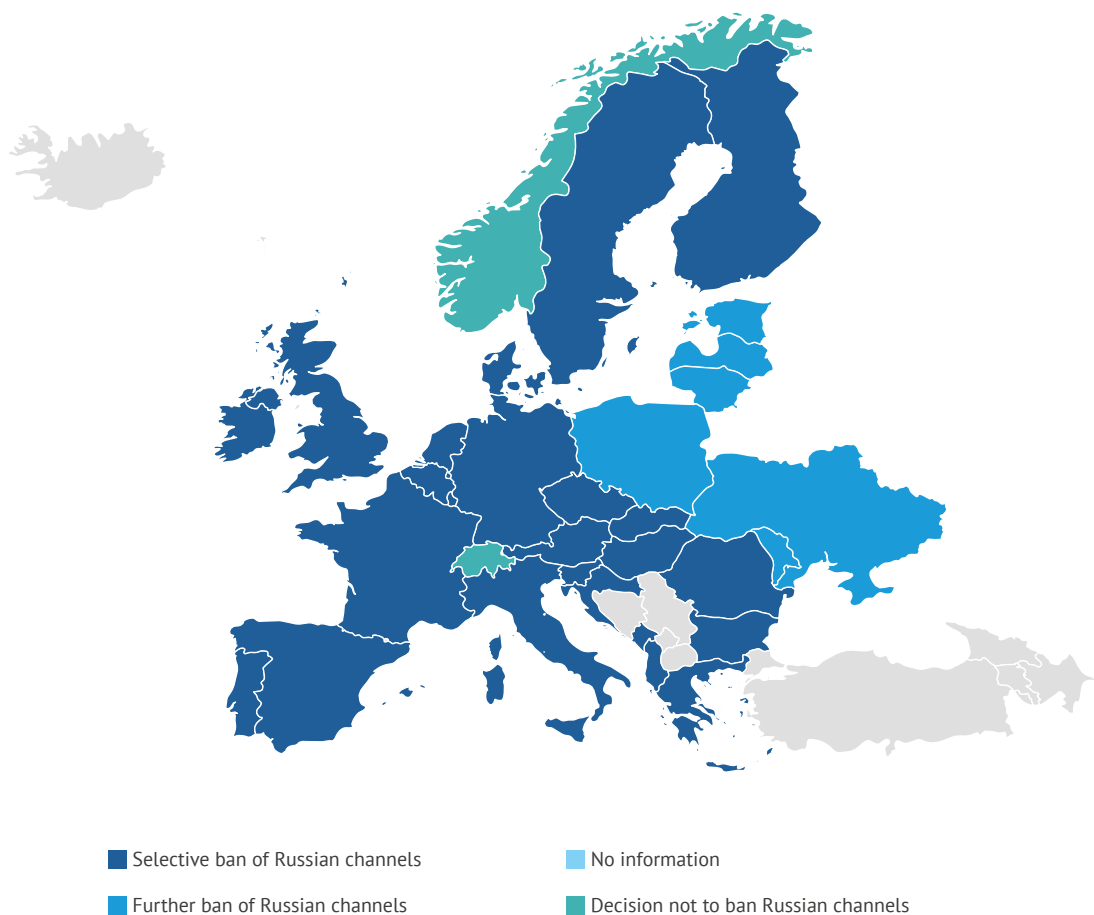 Selective ban of Russian channels
No information
Further ban of Russian channels
Decision not to ban Russian channels